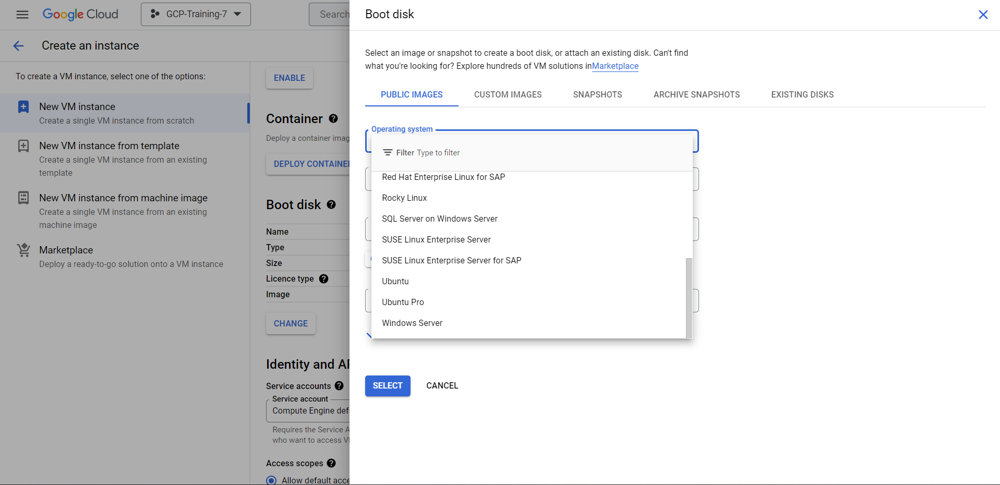 Google Cloud
GCP-Training-7
Search
Create an instance
To create a VM instance, select one of the options:
New VM instance
Create a single VM instance from scratch
New VM instance from template
Create a single VM instance from an existing
template
New VM instance from machine image
Create a single VM instance from an existing
machine image
Marketplace
Deploy a ready-to-go solution onto a VM instance
ENABLE
Container
Deploy a container imag
DEPLOY CONTAINE
Boot disk
Name
Type
Size
Licence type
Image
CHANGE
Identity and AP
Service accounts
Service account
Compute Engine def
Requires the Service A
who want to access V
Access scopes
Allow default acce
Boot disk
Select an image or snapshot to create a boot disk, or attach an existing disk. Can't find
what you're looking for? Explore hundreds of VM solutions in Marketplace
PUBLIC IMAGES
CUSTOM IMAGES
SNAPSHOTS
ARCHIVE SNAPSHOTS
EXISTING DISKS
Operating system
Filter Type to filter
Red Hat Enterprise Linux for SAP
Rocky Linux
SQL Server on Windows Server
SUSE Linux Enterprise Server
SUSE Linux Enterprise Server for SAP
Ubuntu
Ubuntu Pro
Windows Server
SELECT
CANCEL